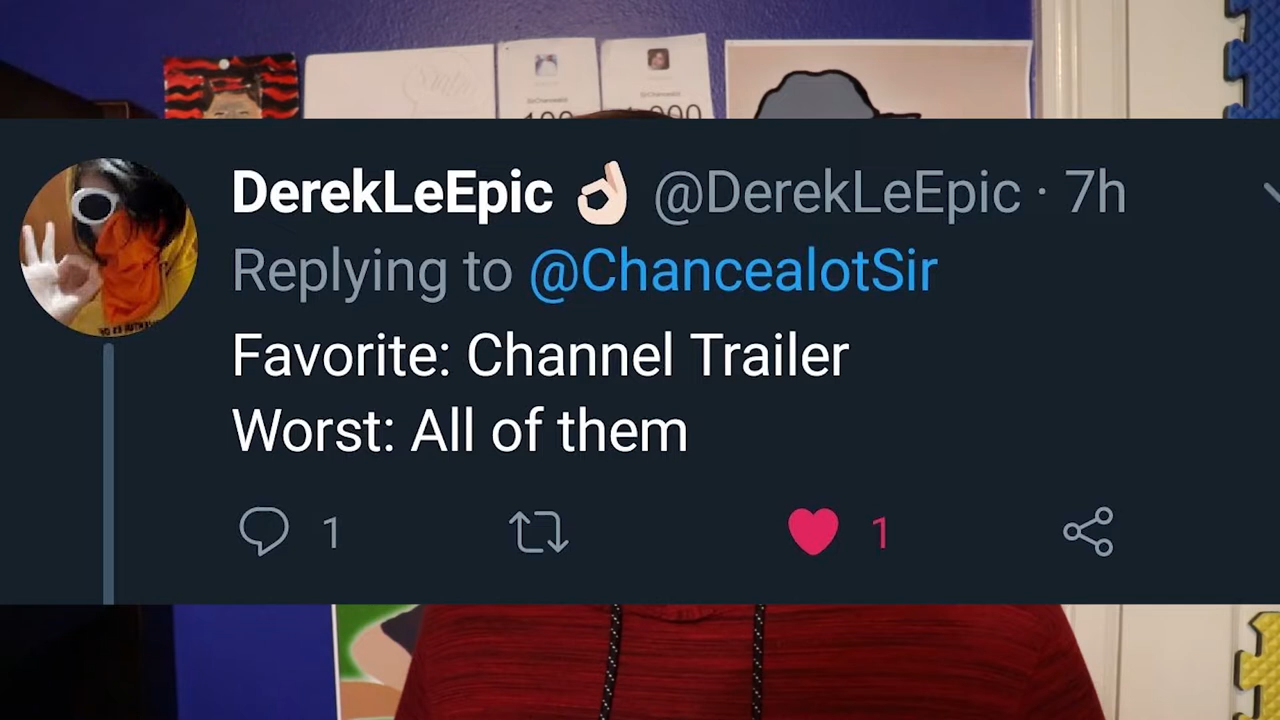 DerekLeEpic 👌🏻 @DerekLeEpic · 7h
Replying to @ChancealotSir
Favorite: Channel Trailer
Worst: All of them
1 1